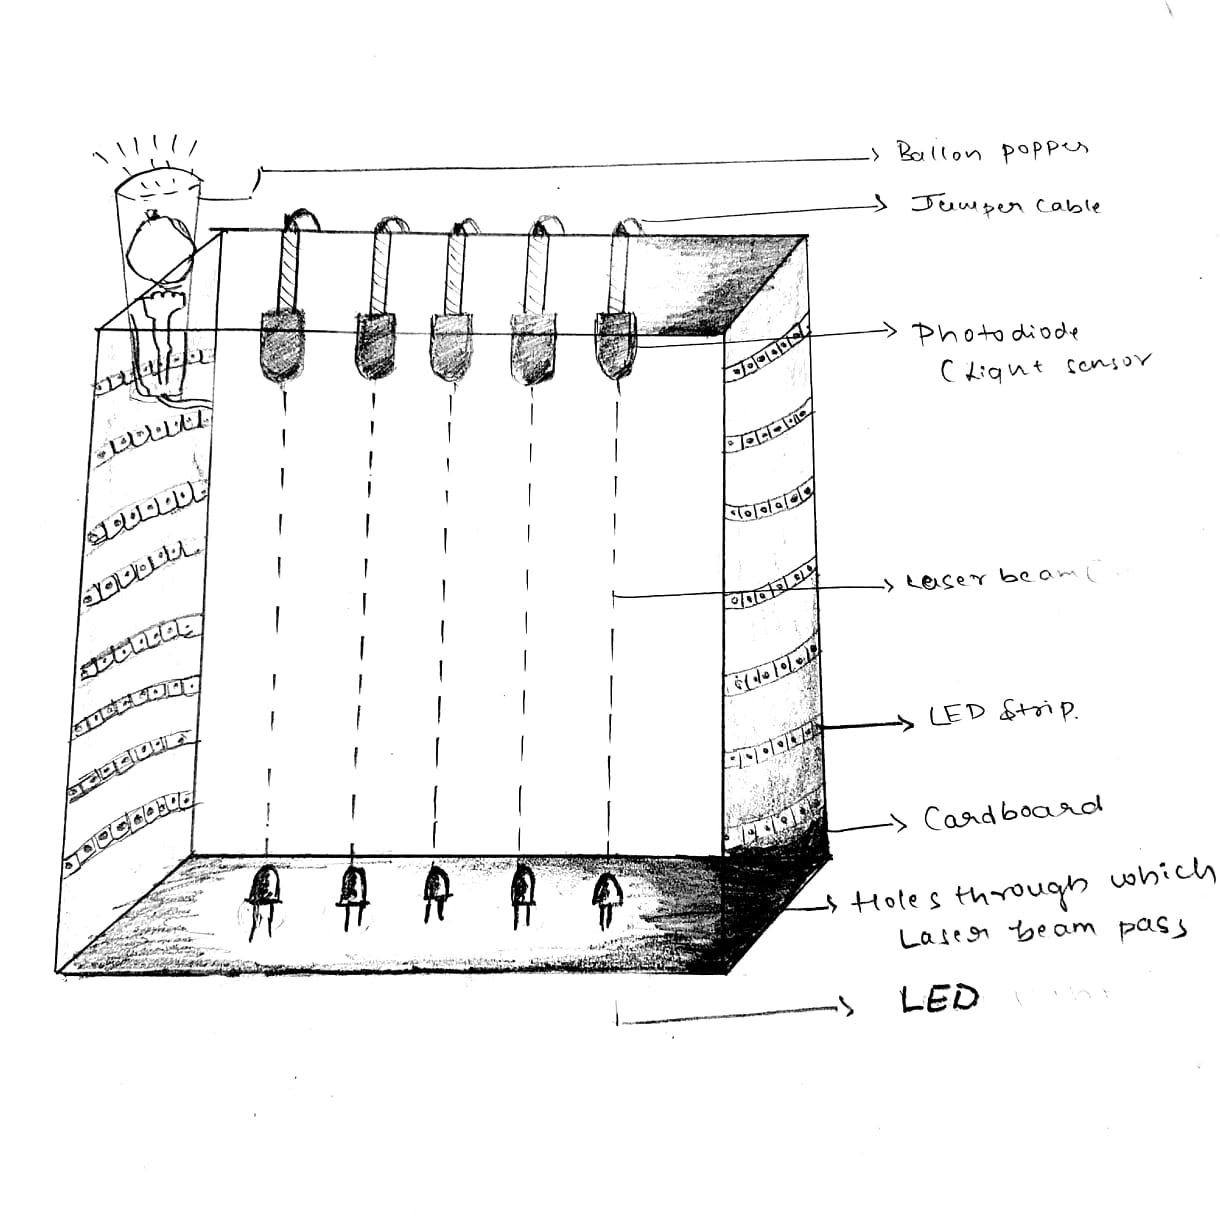 Ballon popper
Jumper cable
Photodiode
(Light sensor
Laser beam
LED Strip.
Cardboard
Holes through which
Laser beam pass
LED